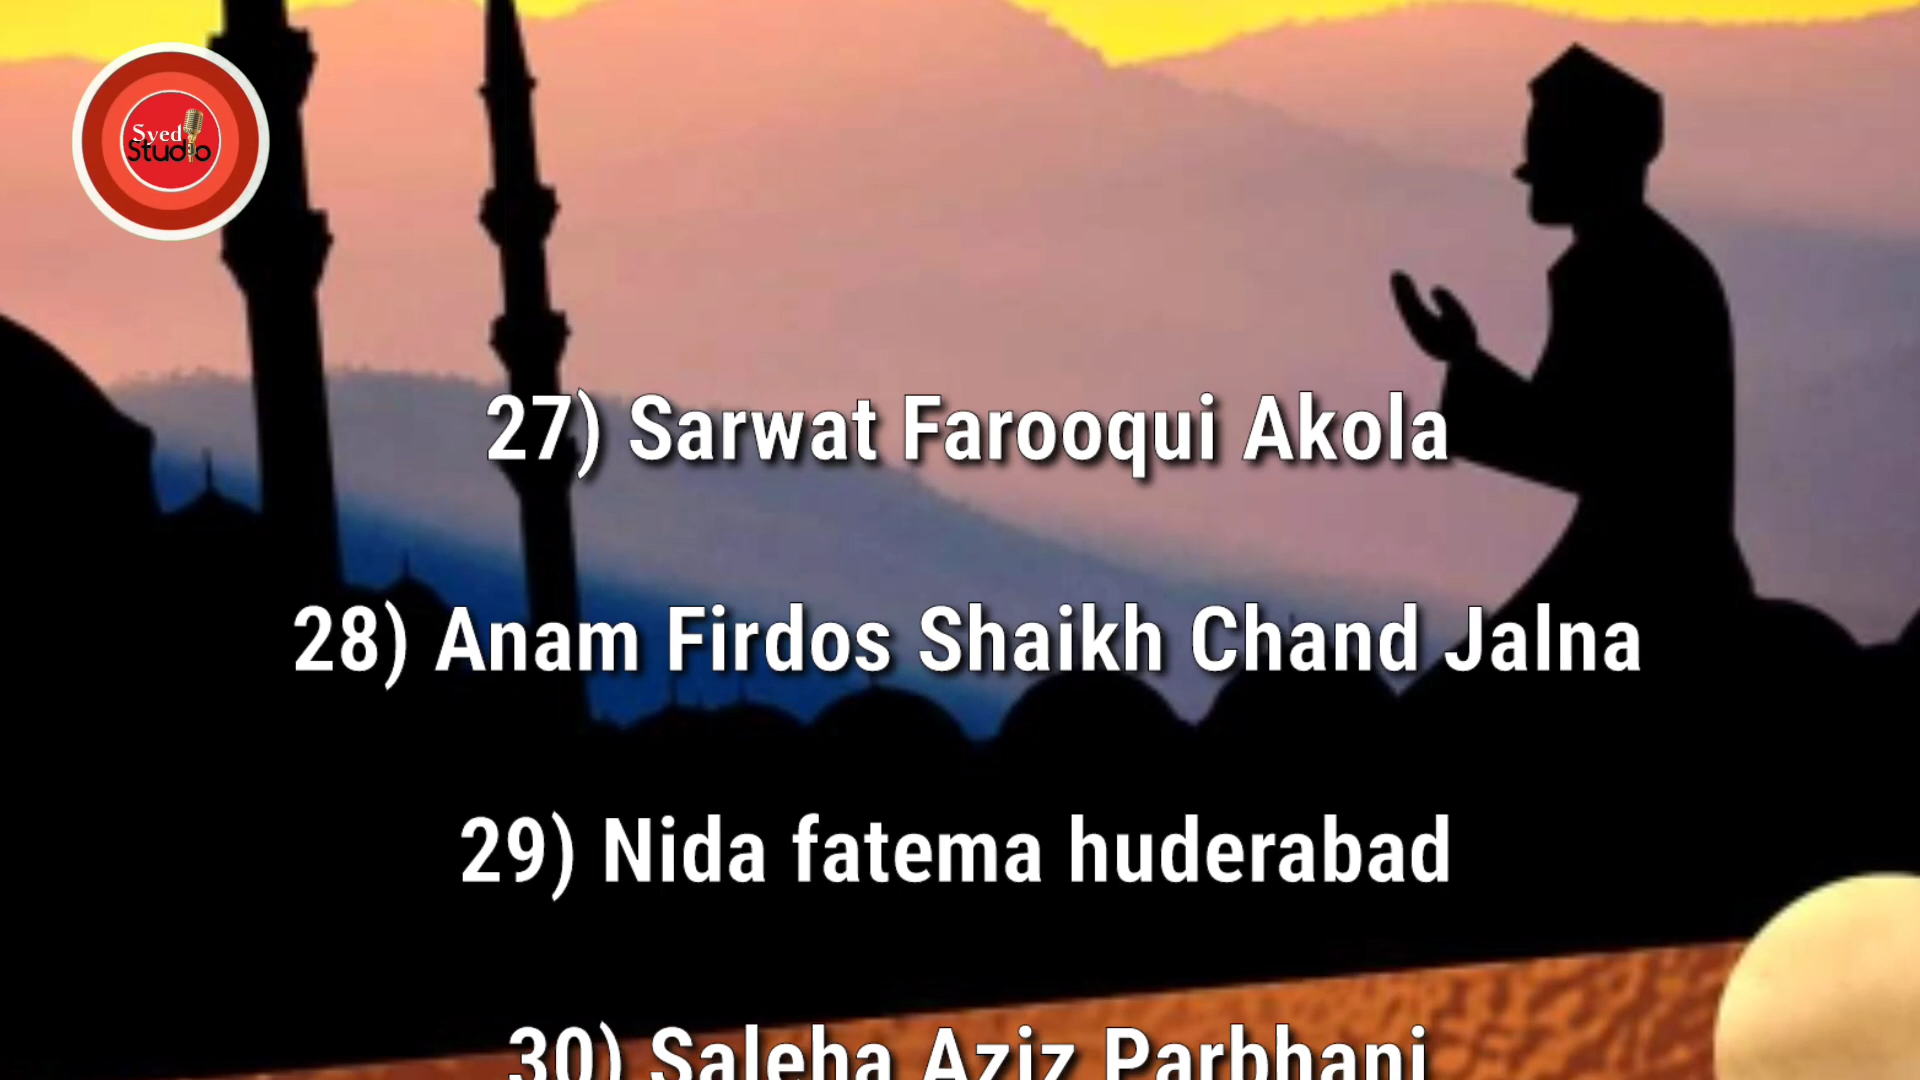 Syed
Studio
27) Sarwat Farooqui Akola
28) Anam Firdos Shaikh Chand Jalna
29) Nida fatema huderabad
30) Saleha Aziz Parbhani